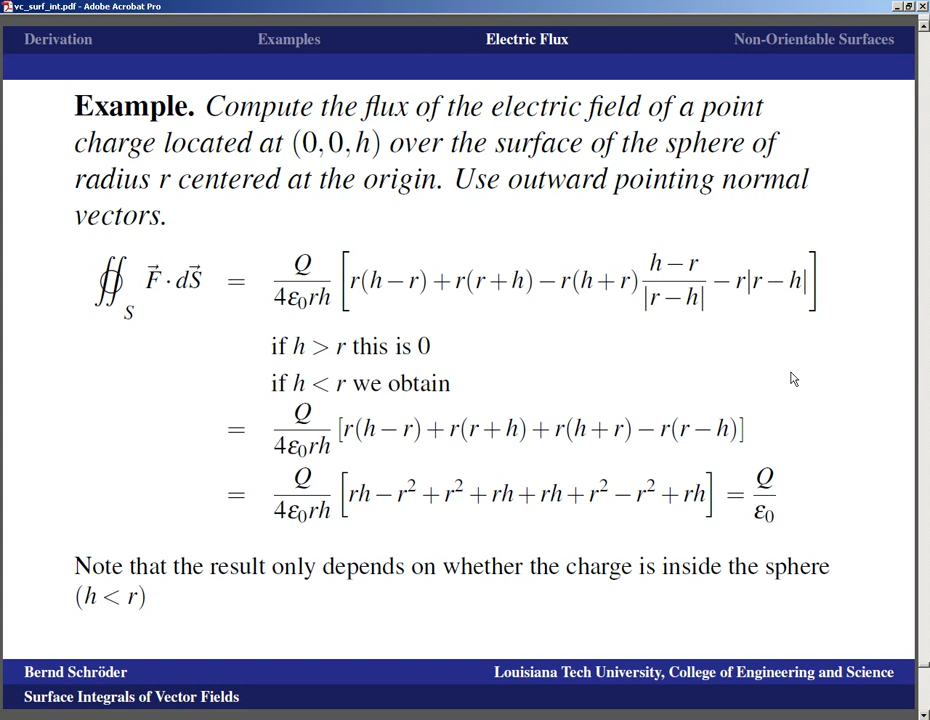 vc_surf_int.pdf - Adobe Acrobat Pro
Derivation Examples Electric Flux Non-Orientable Surfaces
Example. Compute the flux of the electric field of a point
charge located at (0,0,h) over the surface of the sphere of
radius r centered at the origin. Use outward pointing normal
vectors.
∯_S F⃗ · dS⃗ = Q/(4ε₀rh) [r(h−r) + r(r+h) − r(h+r) (h−r)/|r−h| − r|r−h|]
if h > r this is 0
if h < r we obtain
= Q/(4ε₀rh) [r(h−r) + r(r+h) + r(h+r) − r(r−h)]
= Q/(4ε₀rh) [rh − r² + r² + rh + rh + r² − r² + rh] = Q/ε₀
Note that the result only depends on whether the charge is inside the sphere
(h < r)
Bernd Schröder Louisiana Tech University, College of Engineering and Science
Surface Integrals of Vector Fields